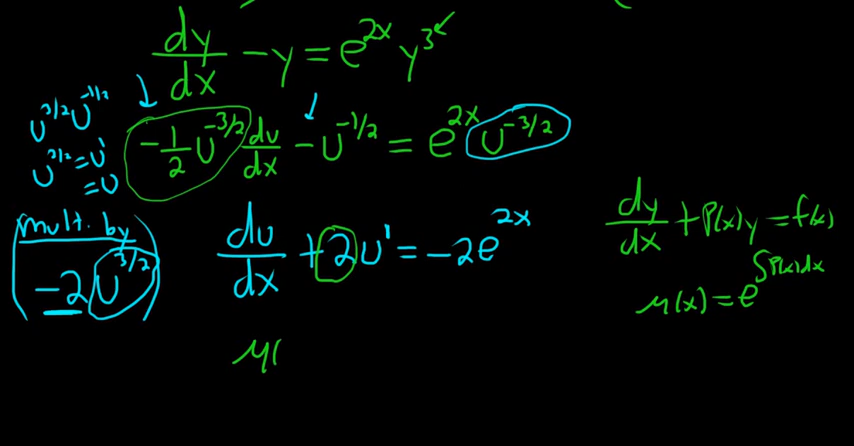 dy/dx − y = e^{2x} y^3
u^{3/2} u^{-1/2}
u^{2/2} = u^1
= u
-1/2 u^{-3/2} du/dx − u^{-1/2} = e^{2x} u^{-3/2}
mult. by
-2 u^{3/2}
du/dx + 2u^1 = -2e^{2x}
dy/dx + P(x)y = f(x)
μ(x) = e^{∫P(x)dx}
μ(